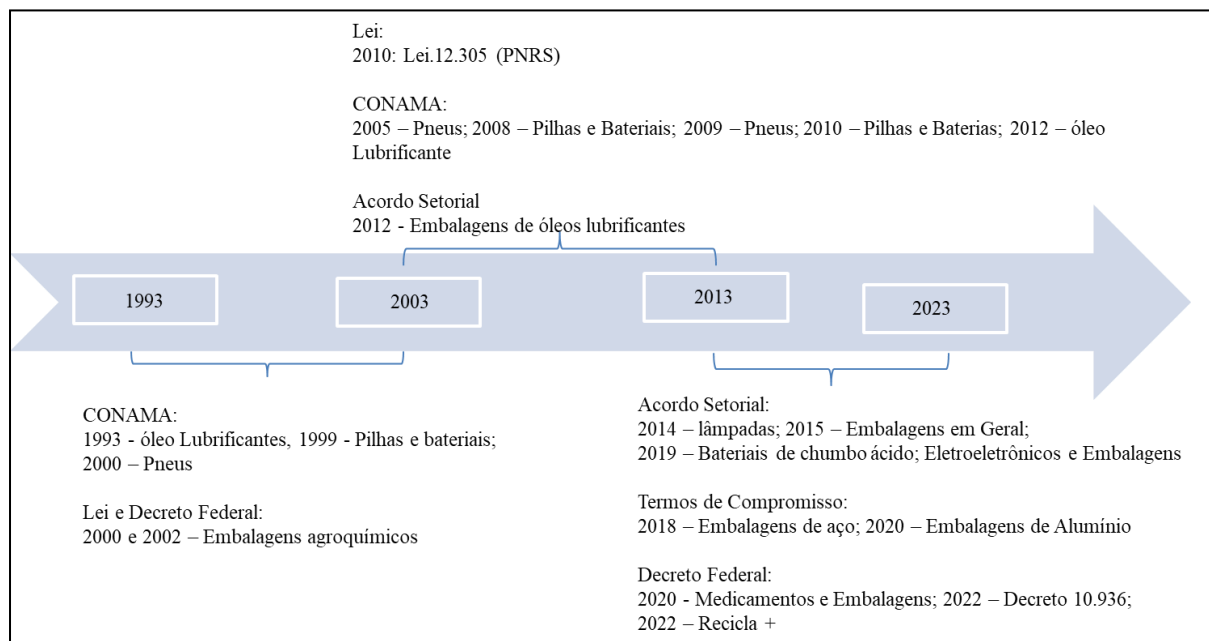 Lei:
2010: Lei.12.305 (PNRS)
CONAMA:
2005 – Pneus; 2008 – Pilhas e Bateriais; 2009 – Pneus; 2010 – Pilhas e Baterias; 2012 – óleo
Lubrificante
Acordo Setorial
2012 - Embalagens de óleos lubrificantes
1993
2003
2013
2023
CONAMA:
1993 - óleo Lubrificantes, 1999 - Pilhas e bateriais;
2000 – Pneus
Lei e Decreto Federal:
2000 e 2002 – Embalagens agroquímicos
Acordo Setorial:
2014 – lâmpadas; 2015 – Embalagens em Geral;
2019 – Bateriais de chumbo ácido; Eletroeletrônicos e Embalagens
Termos de Compromisso:
2018 – Embalagens de aço; 2020 – Embalagens de Alumínio
Decreto Federal:
2020 - Medicamentos e Embalagens; 2022 – Decreto 10.936;
2022 – Recicla +